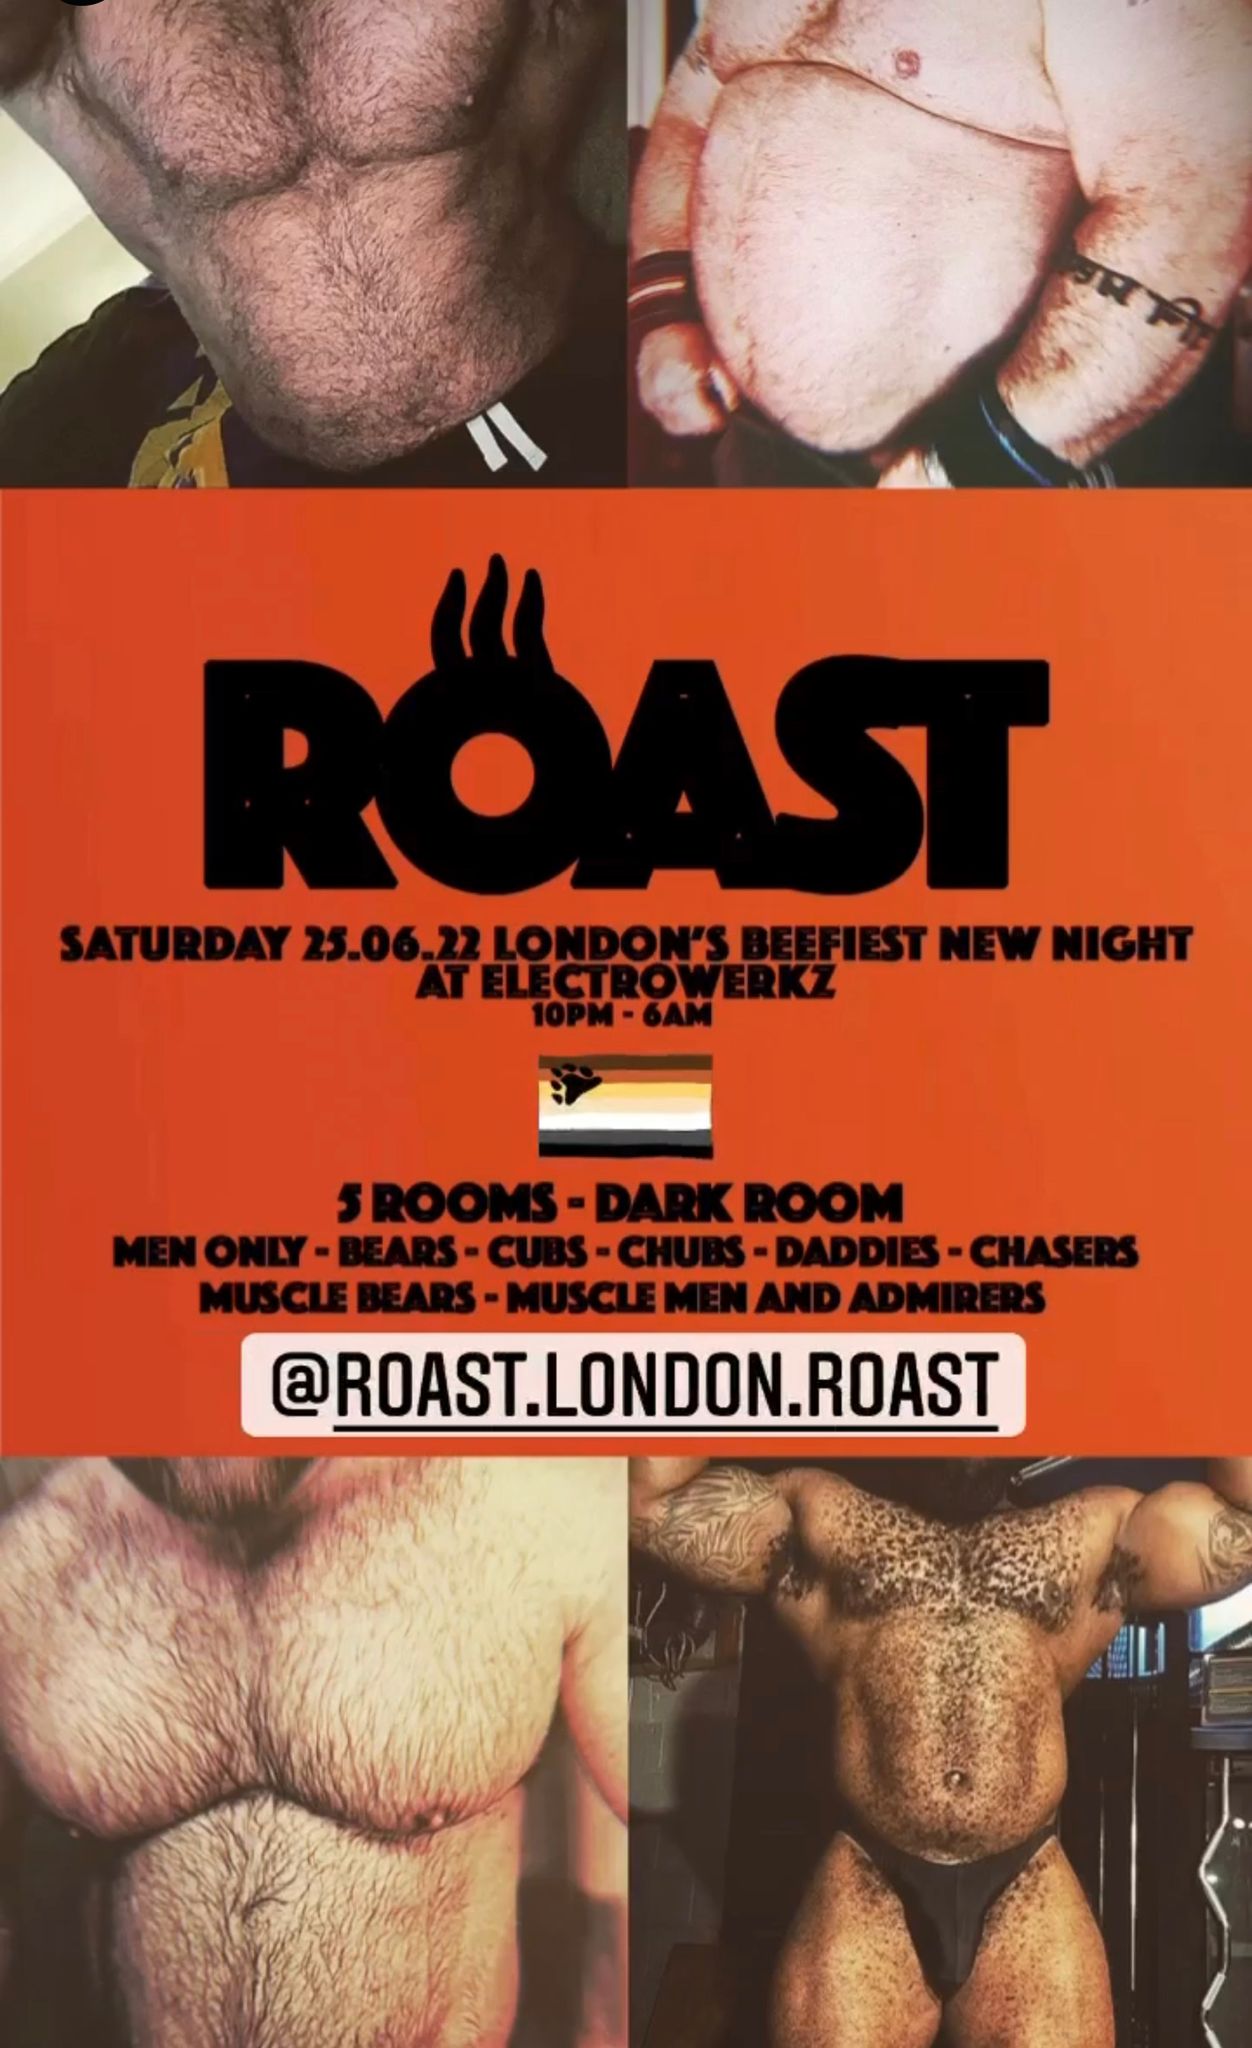 ROAST
SATURDAY 25.06.22 LONDON'S BEEFIEST NEW NIGHT
AT ELECTROWERKZ
10PM - 6AM
5 ROOMS - DARK ROOM
MEN ONLY - BEARS - CUBS - CHUBS - DADDIES - CHASERS
MUSCLE BEARS - MUSCLE MEN AND ADMIRERS
@ROAST.LONDON.ROAST